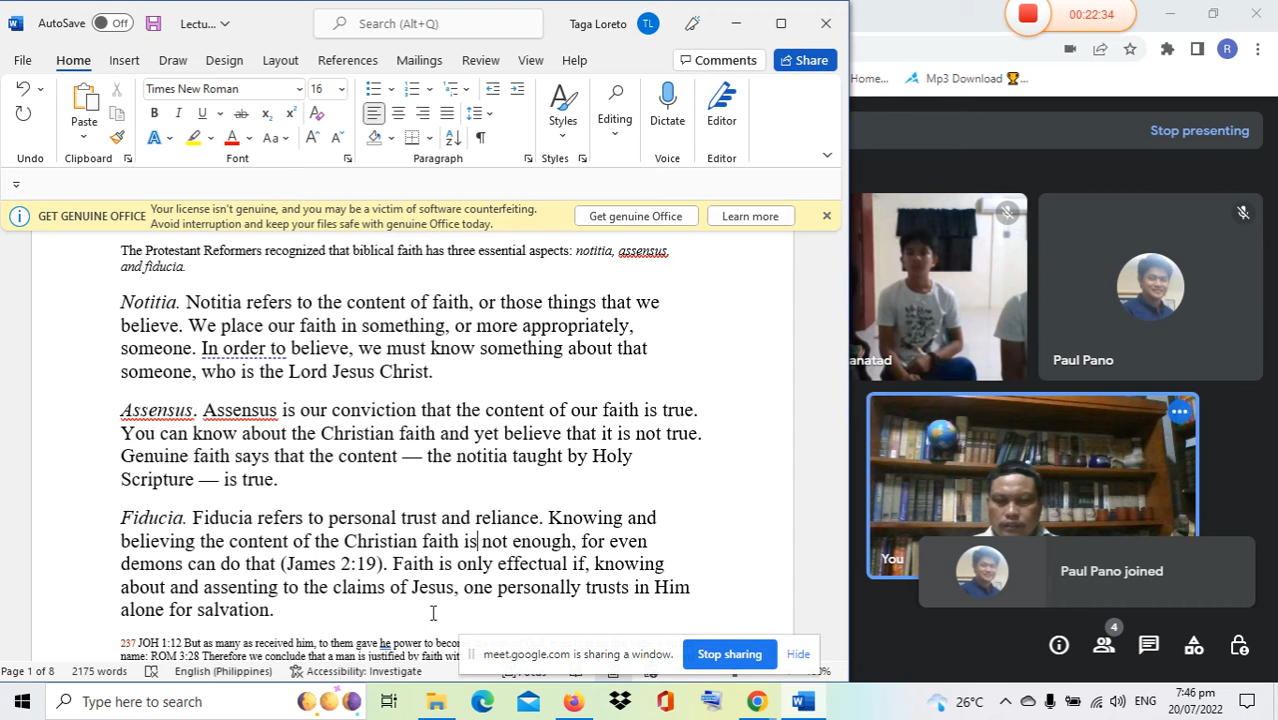 AutoSave Off Lectu... Search (Alt+Q) Taga Loreto TL
00:22:34
File Home Insert Draw Design Layout References Mailings Review View Help Comments Share
R
Home... Mp3 Download
Times New Roman 16
Paste Styles Editing Dictate Editor
B I U ab x₂ x² A
Aa
Stop presenting
Undo Clipboard Font Paragraph Styles Voice Editor
GET GENUINE OFFICE Your license isn't genuine, and you may be a victim of software counterfeiting.
Avoid interruption and keep your files safe with genuine Office today.
Get genuine Office Learn more
The Protestant Reformers recognized that biblical faith has three essential aspects: notitia, assensus,
and fiducia.
Notitia. Notitia refers to the content of faith, or those things that we
believe. We place our faith in something, or more appropriately,
someone. In order to believe, we must know something about that
someone, who is the Lord Jesus Christ.
anatad Paul Pano
Assensus. Assensus is our conviction that the content of our faith is true.
You can know about the Christian faith and yet believe that it is not true.
Genuine faith says that the content — the notitia taught by Holy
Scripture — is true.
Fiducia. Fiducia refers to personal trust and reliance. Knowing and
believing the content of the Christian faith is not enough, for even
demons can do that (James 2:19). Faith is only effectual if, knowing
about and assenting to the claims of Jesus, one personally trusts in Him
alone for salvation.
You
Paul Pano joined
237 JOH 1:12 But as many as received him, to them gave he power to becom
name: ROM 3:28 Therefore we conclude that a man is justified by faith wit
meet.google.com is sharing a window. Stop sharing Hide
4
Page 1 of 8 2175 words English (Philippines) Accessibility: Investigate Focus
Type here to search
26°C
7:46 pm
20/07/2022